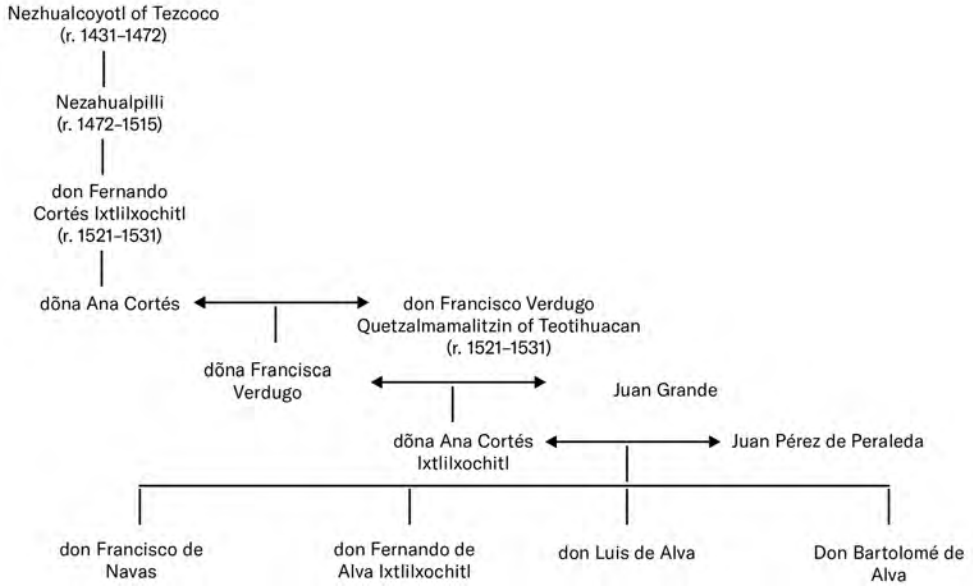 Nezhualcoyotl of Tezcoco
(r. 1431–1472)
Nezahualpilli
(r. 1472–1515)
don Fernando
Cortés Ixtlilxochitl
(r. 1521–1531)
dõna Ana Cortés
don Francisco Verdugo
Quetzalmamalitzin of Teotihuacan
(r. 1521–1531)
dõna Francisca
Verdugo
Juan Grande
dõna Ana Cortés
Ixtlilxochitl
Juan Pérez de Peraleda
don Francisco de
Navas
don Fernando de
Alva Ixtlilxochitl
don Luis de Alva
Don Bartolomé de
Alva